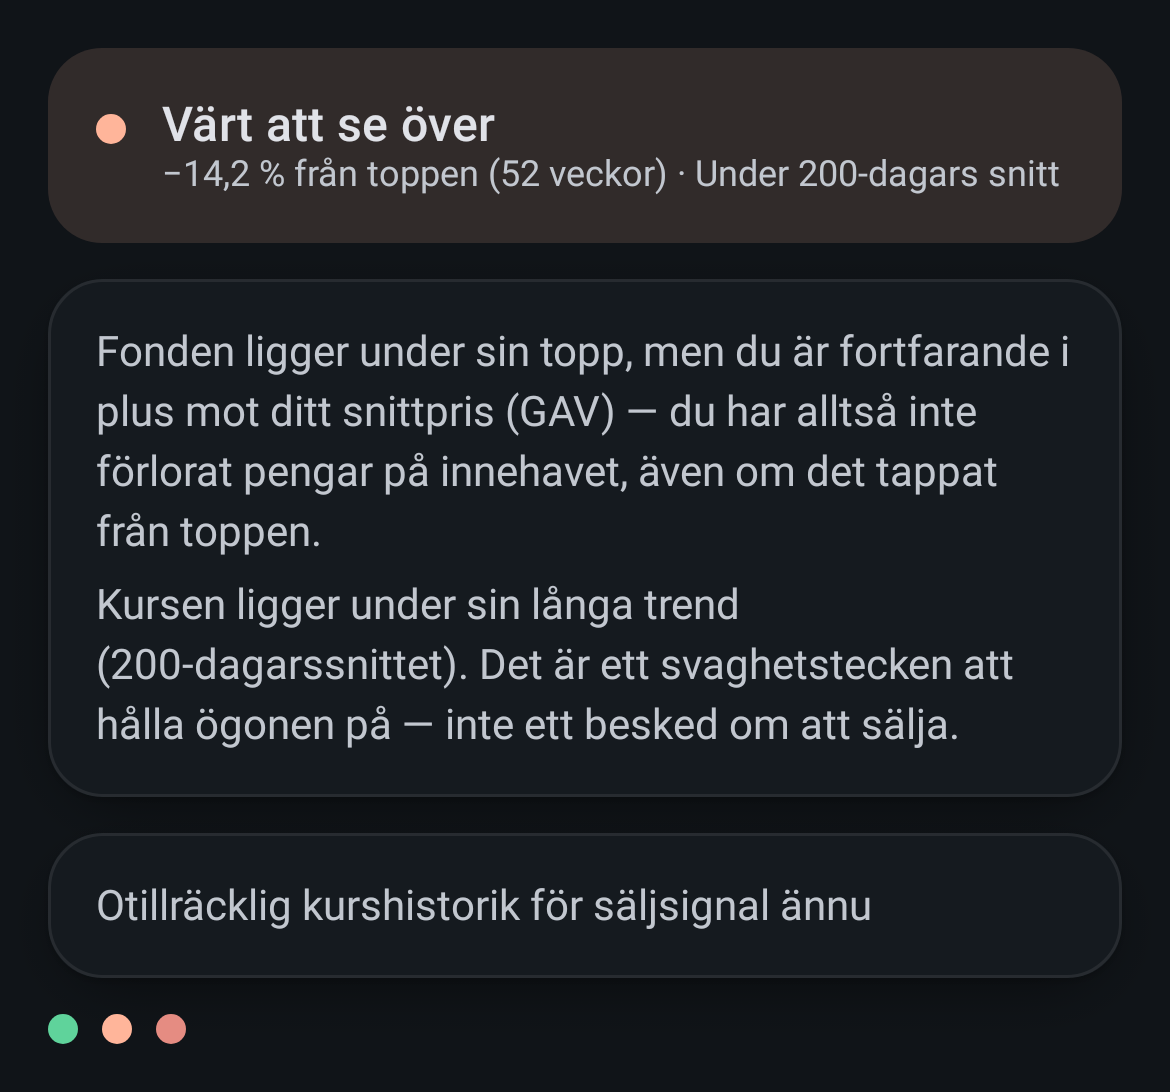 Värt att se över
−14,2 % från toppen (52 veckor) · Under 200-dagars snitt
Fonden ligger under sin topp, men du är fortfarande i
plus mot ditt snittpris (GAV) — du har alltså inte
förlorat pengar på innehavet, även om det tappat
från toppen.
Kursen ligger under sin långa trend
(200-dagarssnittet). Det är ett svaghetstecken att
hålla ögonen på — inte ett besked om att sälja.
Otillräcklig kurshistorik för säljsignal ännu